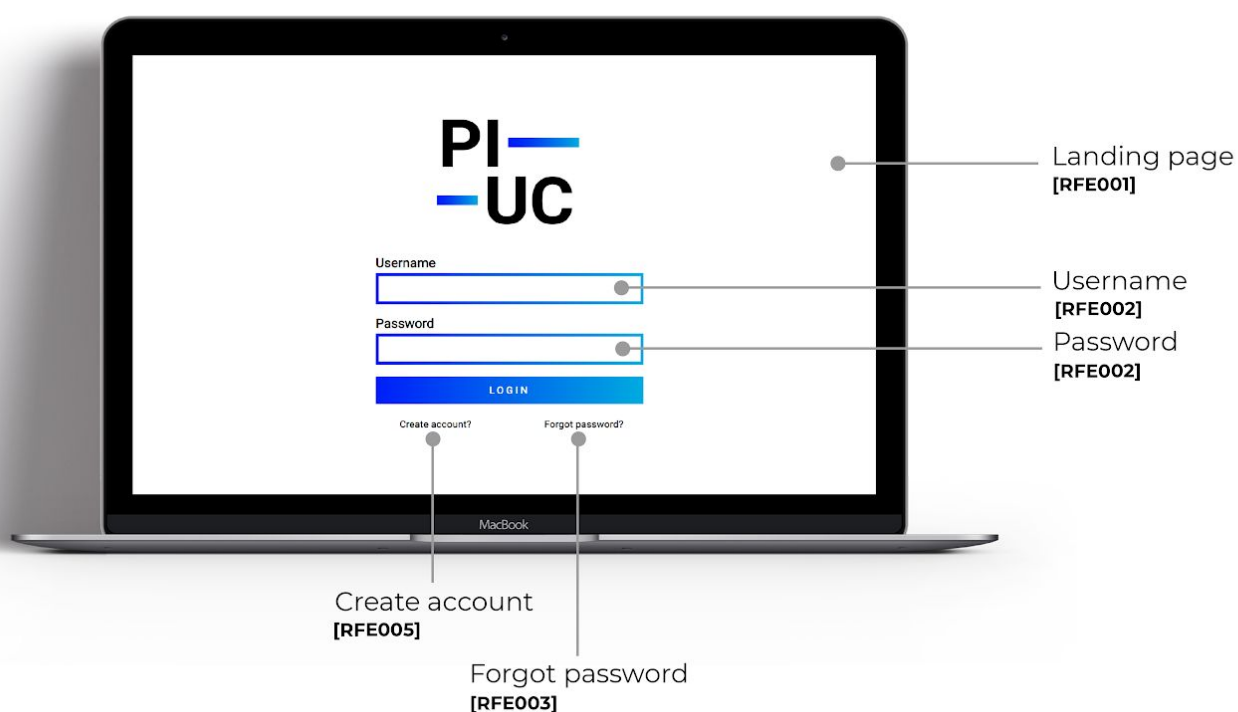 PI
UC
Landing page
[RFE001]
Username
Username
[RFE002]
Password
Password
[RFE002]
LOGIN
Create account?
Forgot password?
MacBook
Create account
[RFE005]
Forgot password
[RFE003]